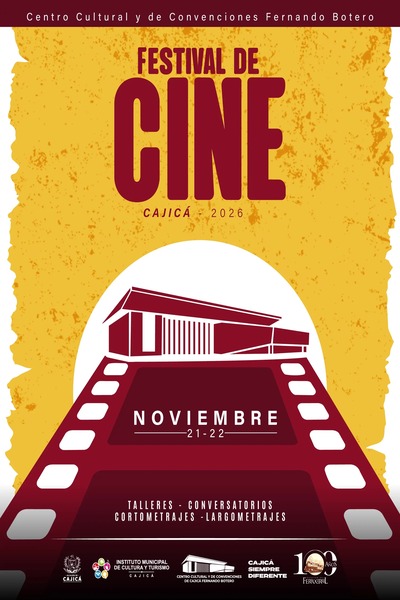 Centro Cultural y de Convenciones Fernando Botero
FESTIVAL DE
CINE
CAJICÁ - 2026
NOVIEMBRE
21-22
TALLERES - CONVERSATORIOS
CORTOMETRAJES -LARGOMETRAJES
CAJICÁ
INSTITUTO MUNICIPAL
DE CULTURA Y TURISMO
CAJICÁ
CENTRO CULTURAL Y DE CONVENCIONES
DE CAJICÁ FERNANDO BOTERO
CAJICÁ
SIEMPRE
DIFERENTE
100 AÑOS